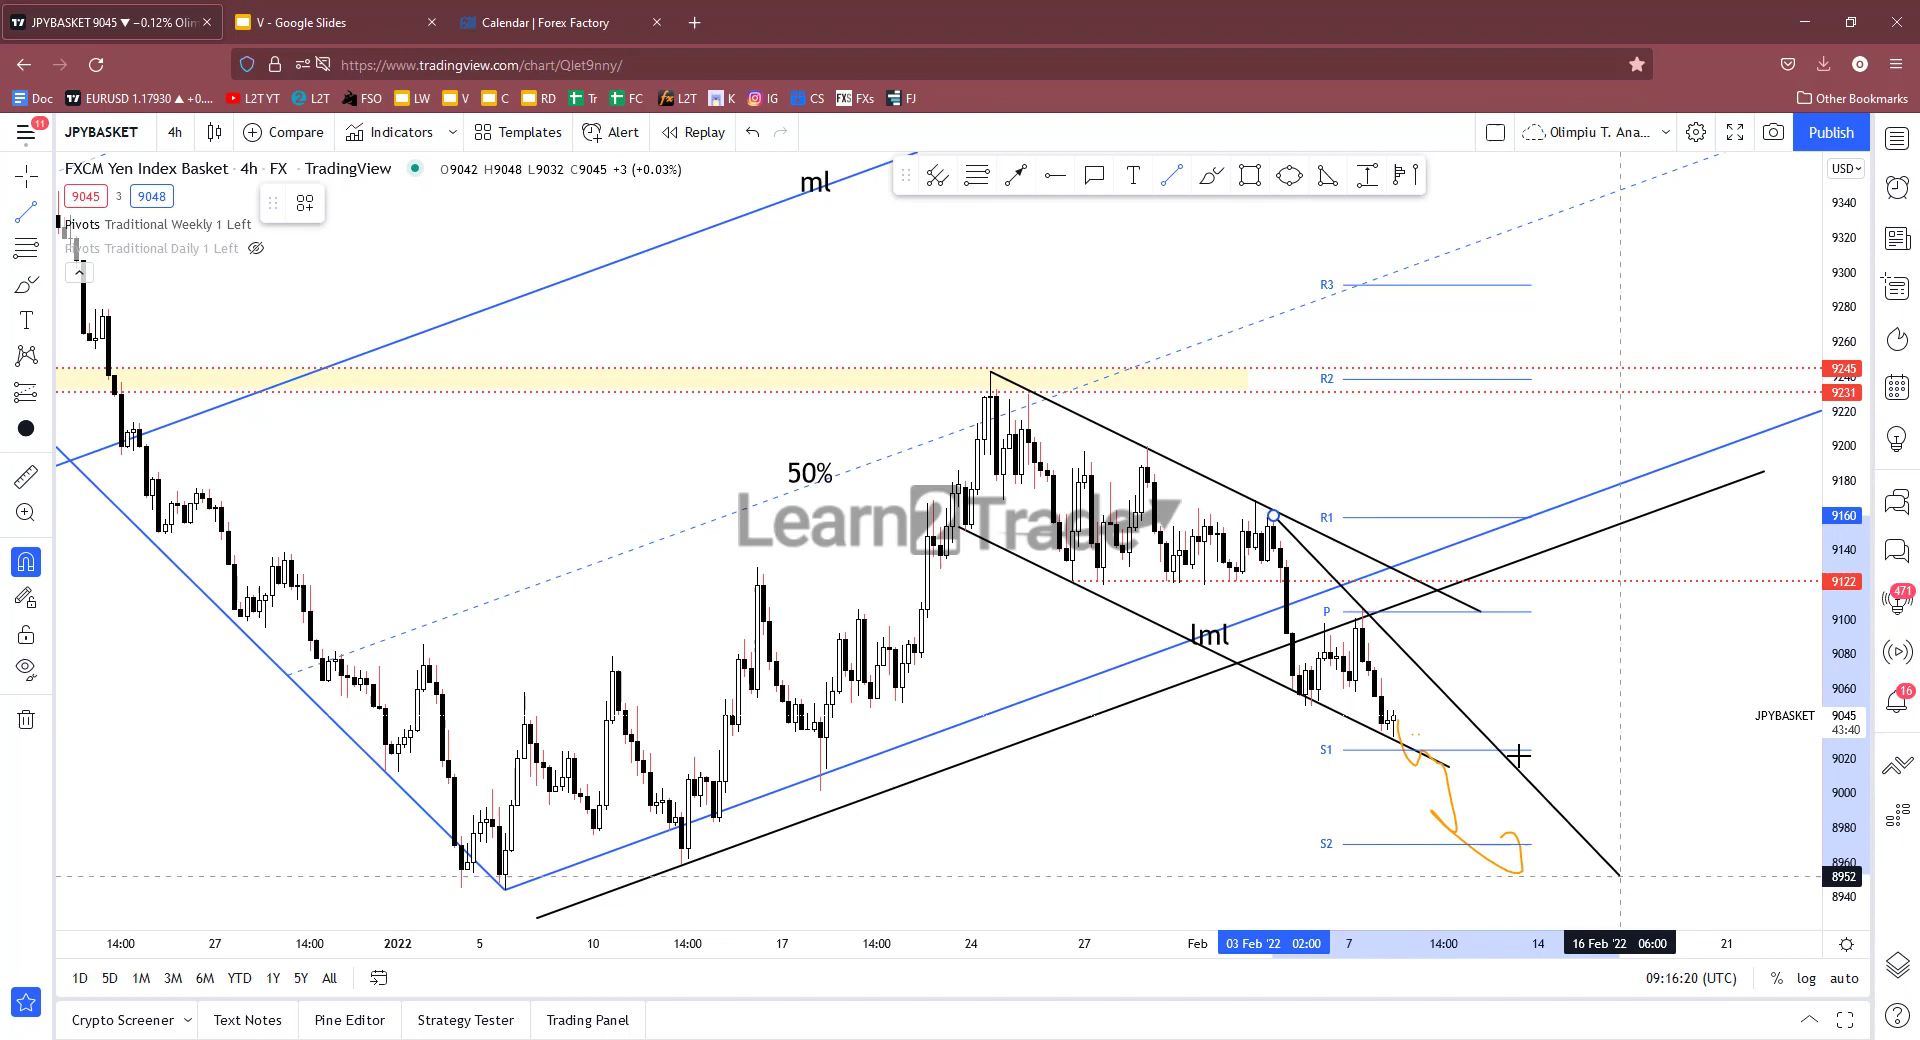 JPYBASKET 9045 ▼ −0.12% Olim
V - Google Slides
Calendar | Forex Factory
https://www.tradingview.com/chart/Qlet9nny/
Doc EURUSD 1.17930 ▲ +0.... L2T YT L2T FSO LW V C RD Tr FC L2T K IG CS FXs FJ Other Bookmarks
11
JPYBASKET 4h Compare Indicators Templates Alert Replay Olimpiu T. Ana... Publish
FXCM Yen Index Basket · 4h · FX · TradingView O9042 H9048 L9032 C9045 +3 (+0.03%)
USD
9045 3 9048
Pivots Traditional Weekly 1 Left
Pivots Traditional Daily 1 Left
ml
50%
lml
Learn2Trade
R3
R2
R1
P
S1
S2
9340
9320
9300
9280
9260
9245
9240
9231
9220
9200
9180
9160
9140
9122
9100
9080
9060
JPYBASKET 9045
43:40
9020
9000
8980
8960
8952
8940
471
16
14:00 27 14:00 2022 5 10 14:00 17 14:00 24 27 Feb 03 Feb '22 02:00 7 14:00 14 16 Feb '22 06:00 21
1D 5D 1M 3M 6M YTD 1Y 5Y All 09:16:20 (UTC) % log auto
Crypto Screener Text Notes Pine Editor Strategy Tester Trading Panel